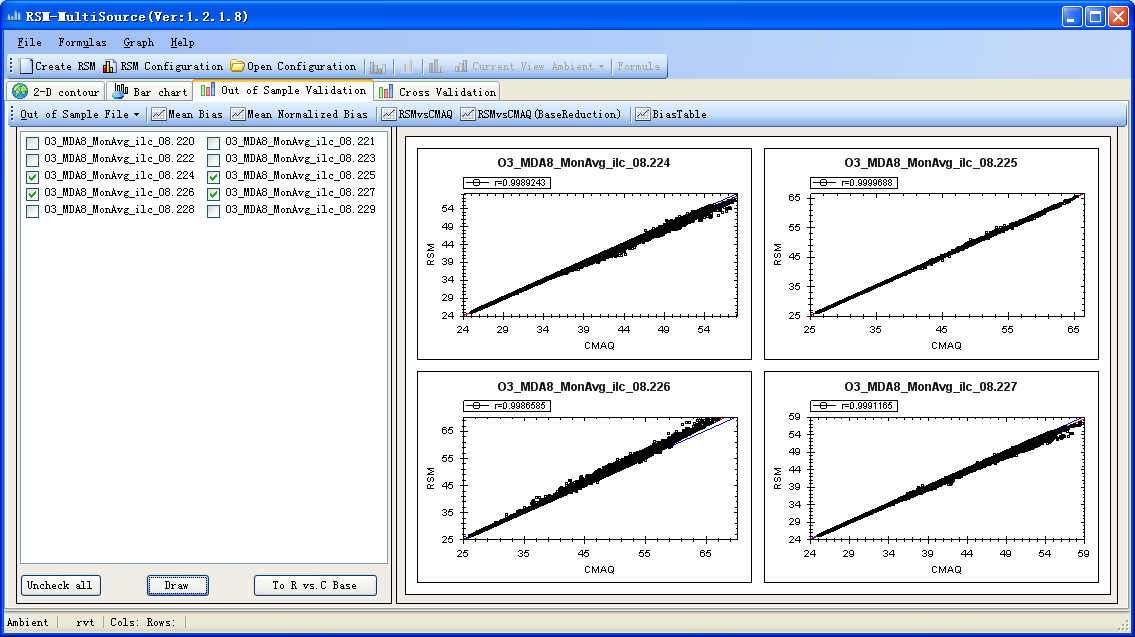 RSM-MultiSource(Ver:1.2.1.8)
File Formulas Graph Help
Create RSM RSM Configuration Open Configuration Current View Ambient Formula
2-D contour Bar chart Out of Sample Validation Cross Validation
Out of Sample File Mean Bias Mean Normalized Bias RSMvsCMAQ RSMvsCMAQ(BaseReduction) BiasTable
O3_MDA8_MonAvg_ilc_08.220 O3_MDA8_MonAvg_ilc_08.221
O3_MDA8_MonAvg_ilc_08.222 O3_MDA8_MonAvg_ilc_08.223
O3_MDA8_MonAvg_ilc_08.224 O3_MDA8_MonAvg_ilc_08.225
O3_MDA8_MonAvg_ilc_08.226 O3_MDA8_MonAvg_ilc_08.227
O3_MDA8_MonAvg_ilc_08.228 O3_MDA8_MonAvg_ilc_08.229
Uncheck all Draw To R vs.C Base
O3_MDA8_MonAvg_ilc_08.224
r=0.9989243
54
49
44
39
34
29
24
RSM
24 29 34 39 44 49 54
CMAQ
O3_MDA8_MonAvg_ilc_08.225
r=0.9999688
65
55
45
35
25
RSM
25 35 45 55 65
CMAQ
O3_MDA8_MonAvg_ilc_08.226
r=0.9986585
65
55
45
35
25
RSM
25 35 45 55 65
CMAQ
O3_MDA8_MonAvg_ilc_08.227
r=0.9991165
59
54
49
44
39
34
29
24
RSM
24 29 34 39 44 49 54 59
CMAQ
Ambient rvt Cols: Rows: